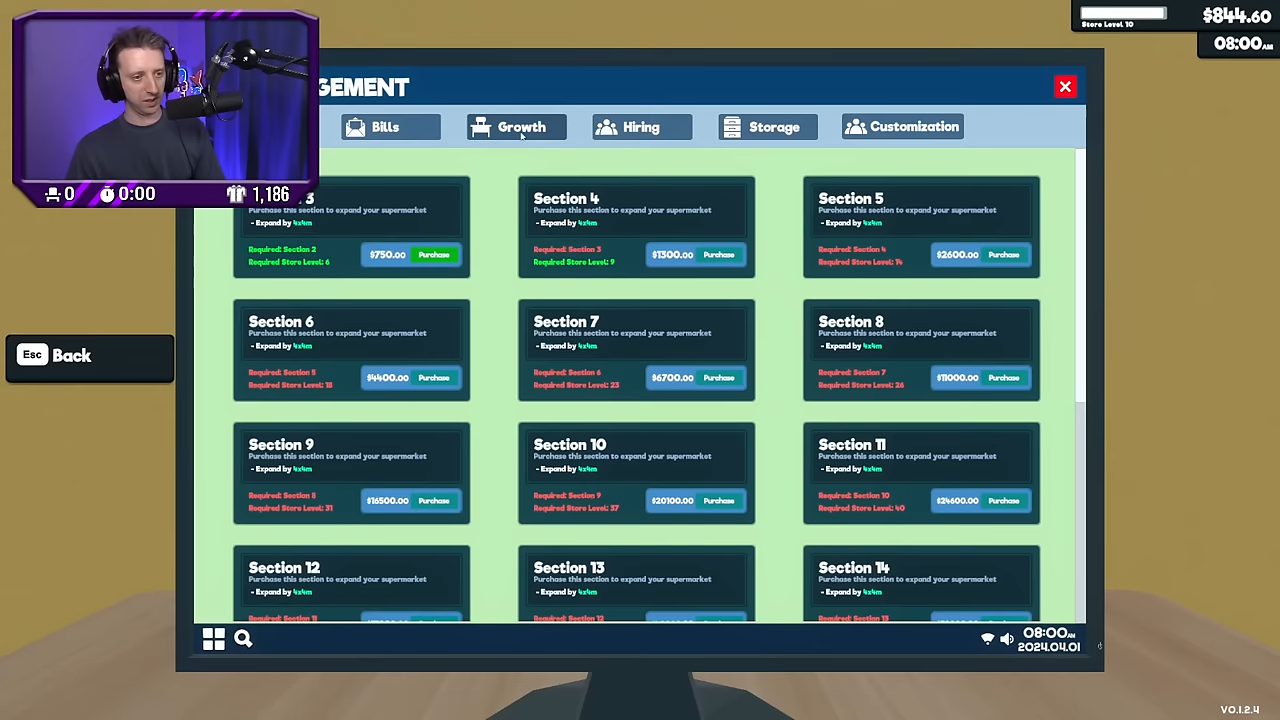 $844.60
Store Level 10
08:00AM
GEMENT
Bills
Growth
Hiring
Storage
Customization
0
0:00
1,186
3
Purchase this section to expand your supermarket
- Expand by 4x4m
Required: Section 2
Required Store Level: 6
$750.00
Purchase
Section 4
Purchase this section to expand your supermarket
- Expand by 4x4m
Required: Section 3
Required Store Level: 9
$1300.00
Purchase
Section 5
Purchase this section to expand your supermarket
- Expand by 4x4m
Required: Section 4
Required Store Level: 14
$2600.00
Purchase
Esc
Back
Section 6
Purchase this section to expand your supermarket
- Expand by 4x4m
Required: Section 5
Required Store Level: 18
$4400.00
Purchase
Section 7
Purchase this section to expand your supermarket
- Expand by 4x4m
Required: Section 6
Required Store Level: 23
$6700.00
Purchase
Section 8
Purchase this section to expand your supermarket
- Expand by 4x4m
Required: Section 7
Required Store Level: 26
$11000.00
Purchase
Section 9
Purchase this section to expand your supermarket
- Expand by 4x4m
Required: Section 8
Required Store Level: 31
$16500.00
Purchase
Section 10
Purchase this section to expand your supermarket
- Expand by 4x4m
Required: Section 9
Required Store Level: 37
$20100.00
Purchase
Section 11
Purchase this section to expand your supermarket
- Expand by 4x4m
Required: Section 10
Required Store Level: 40
$24600.00
Purchase
Section 12
Purchase this section to expand your supermarket
- Expand by 4x4m
Required: Section 11
Section 13
Purchase this section to expand your supermarket
- Expand by 4x4m
Required: Section 12
Section 14
Purchase this section to expand your supermarket
- Expand by 4x4m
Required: Section 13
08:00AM
2024.04.01
V0.1.2.4